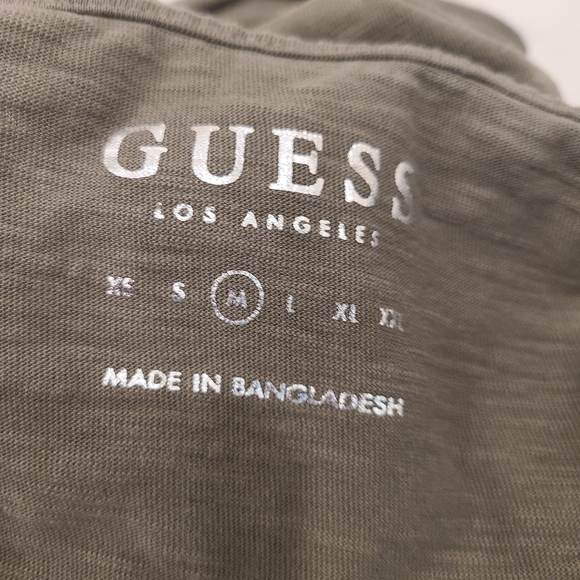 GUESS
LOS ANGELES
XS S M L XL XXL
MADE IN BANGLADESH